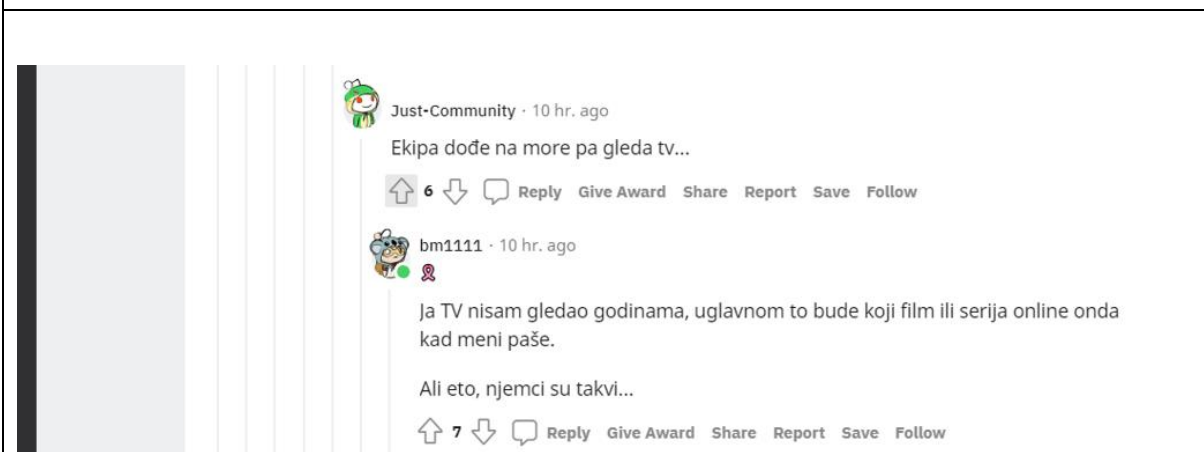 Just-Community · 10 hr. ago
Ekipa dođe na more pa gleda tv...
6 Reply Give Award Share Report Save Follow
bm1111 · 10 hr. ago
Ja TV nisam gledao godinama, uglavnom to bude koji film ili serija online onda
kad meni paše.
Ali eto, njemci su takvi...
7 Reply Give Award Share Report Save Follow